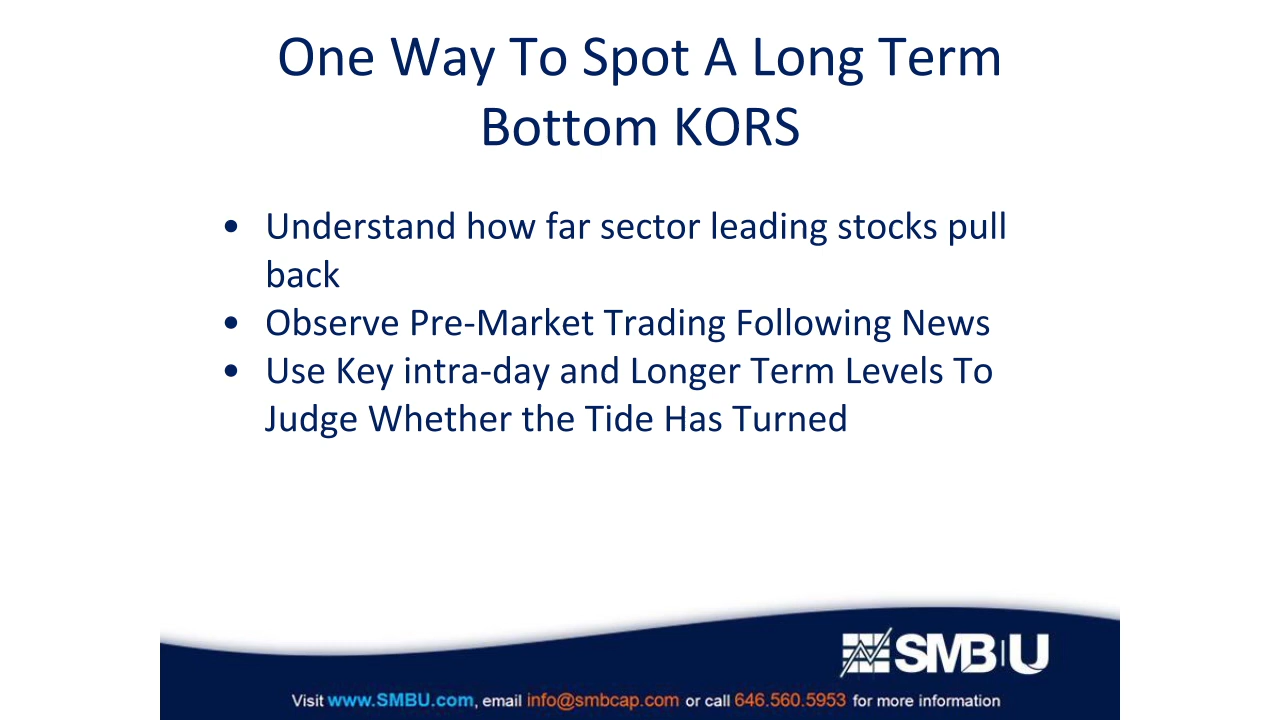 One Way To Spot A Long Term
Bottom KORS
• Understand how far sector leading stocks pull
back
• Observe Pre-Market Trading Following News
• Use Key intra-day and Longer Term Levels To
Judge Whether the Tide Has Turned
SMB U
Visit www.SMBU.com, email info@smbcap.com or call 646.560.5953 for more information